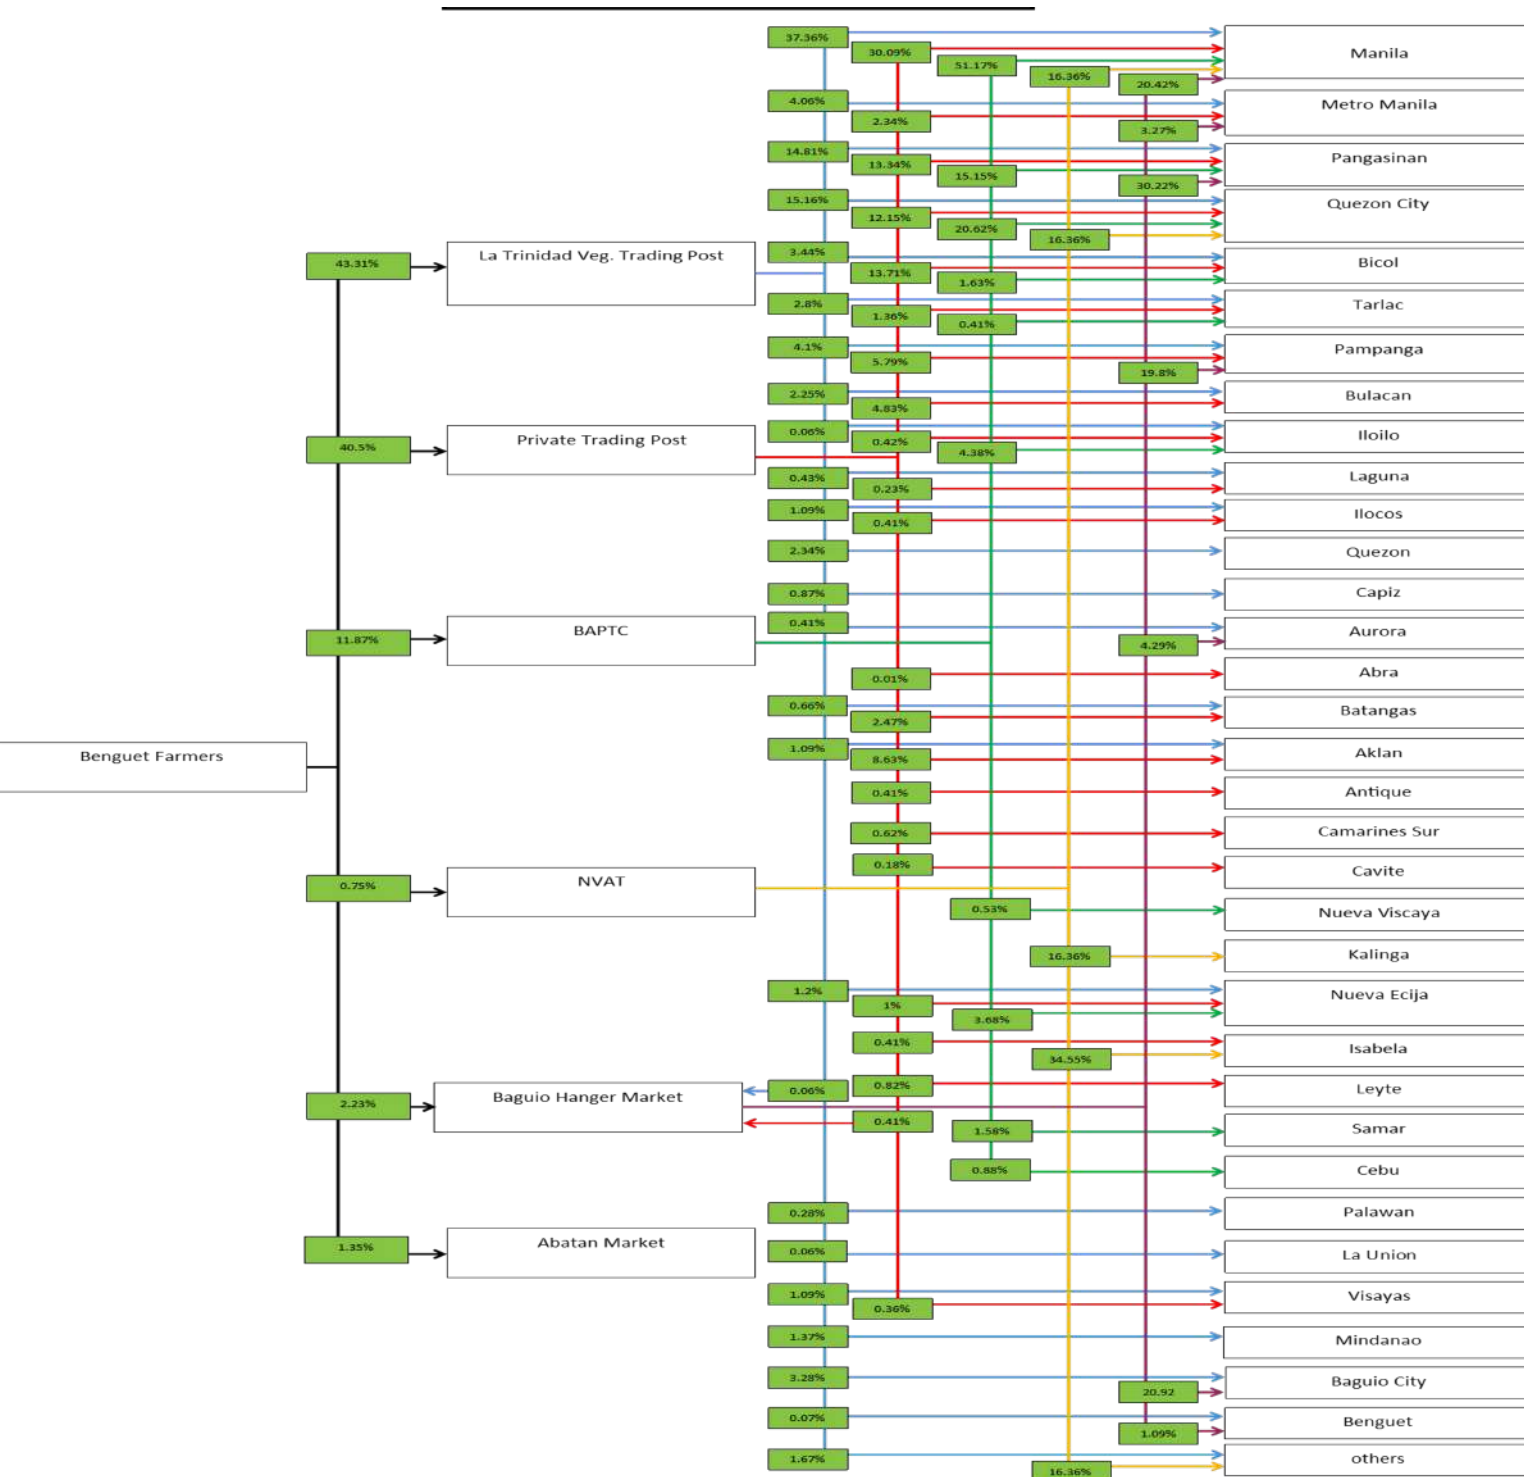 37.36%
30.09%
51.17%
16.36%
20.42%
Manila
4.06%
2.34%
3.27%
Metro Manila
14.81%
13.34%
15.15%
30.22%
Pangasinan
15.16%
12.15%
20.62%
16.36%
Quezon City
43.31%
La Trinidad Veg. Trading Post
3.44%
13.71%
1.63%
Bicol
2.8%
1.36%
0.41%
Tarlac
4.1%
5.79%
19.8%
Pampanga
2.25%
4.83%
Bulacan
40.5%
Private Trading Post
0.06%
0.42%
4.38%
Iloilo
0.43%
0.23%
Laguna
1.09%
0.41%
Ilocos
2.34%
Quezon
0.87%
Capiz
11.87%
BAPTC
0.41%
4.29%
Aurora
0.01%
Abra
0.66%
2.47%
Batangas
Benguet Farmers
1.09%
8.63%
Aklan
0.41%
Antique
0.62%
Camarines Sur
0.18%
Cavite
0.75%
NVAT
0.53%
Nueva Viscaya
16.36%
Kalinga
1.2%
1%
3.68%
Nueva Ecija
0.41%
34.55%
Isabela
2.23%
Baguio Hanger Market
0.06%
0.82%
Leyte
0.41%
1.58%
Samar
0.88%
Cebu
0.28%
Palawan
1.35%
Abatan Market
0.06%
La Union
1.09%
0.36%
Visayas
1.37%
Mindanao
3.28%
20.92
Baguio City
0.07%
1.09%
Benguet
1.67%
16.36%
others